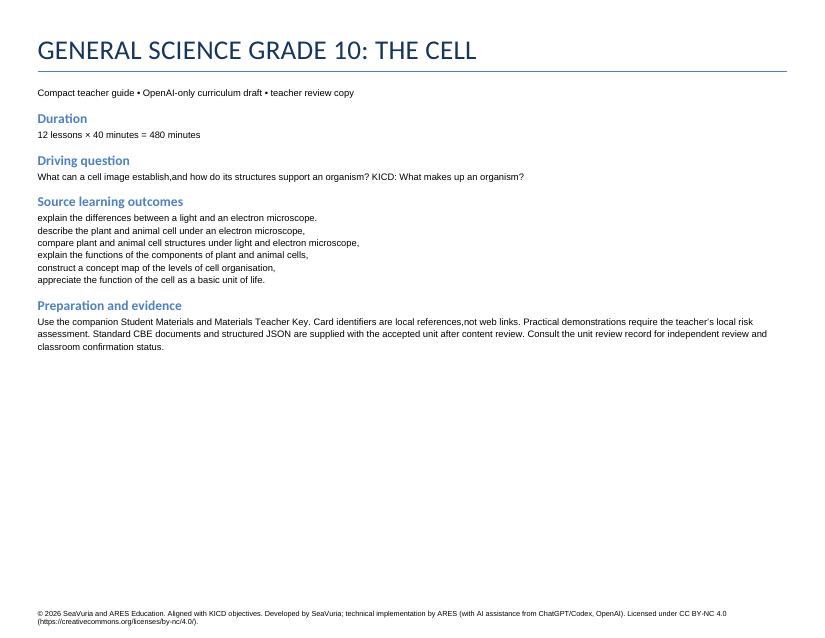 GENERAL SCIENCE GRADE 10: THE CELL
Compact teacher guide • OpenAI-only curriculum draft • teacher review copy
Duration
12 lessons × 40 minutes = 480 minutes
Driving question
What can a cell image establish,and how do its structures support an organism? KICD: What makes up an organism?
Source learning outcomes
explain the differences between a light and an electron microscope.
describe the plant and animal cell under an electron microscope,
compare plant and animal cell structures under light and electron microscope,
explain the functions of the components of plant and animal cells,
construct a concept map of the levels of cell organisation,
appreciate the function of the cell as a basic unit of life.
Preparation and evidence
Use the companion Student Materials and Materials Teacher Key. Card identifiers are local references,not web links. Practical demonstrations require the teacher's local risk
assessment. Standard CBE documents and structured JSON are supplied with the accepted unit after content review. Consult the unit review record for independent review and
classroom confirmation status.
© 2026 SeaVuria and ARES Education. Aligned with KICD objectives. Developed by SeaVuria; technical implementation by ARES (with AI assistance from ChatGPT/Codex, OpenAI). Licensed under CC BY-NC 4.0
(https://creativecommons.org/licenses/by-nc/4.0/).